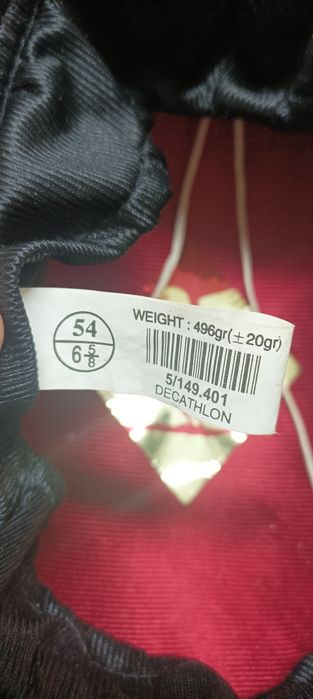 54
6 5/8
WEIGHT : 496gr(±20gr)
5/149.401
DECATHLON